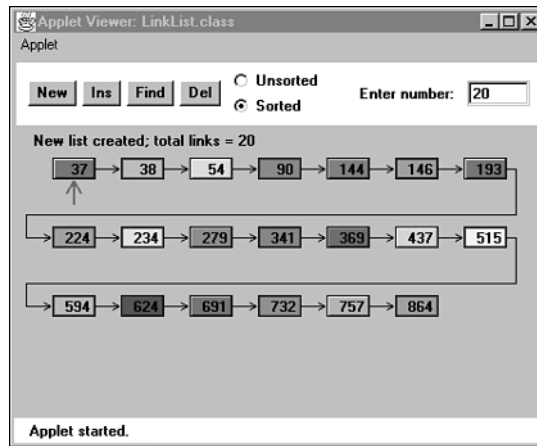 Applet Viewer: LinkList.class
Applet
New Ins Find Del Unsorted Sorted Enter number: 20
New list created; total links = 20
37 38 54 90 144 146 193
224 234 279 341 369 437 515
594 624 691 732 757 864
Applet started.